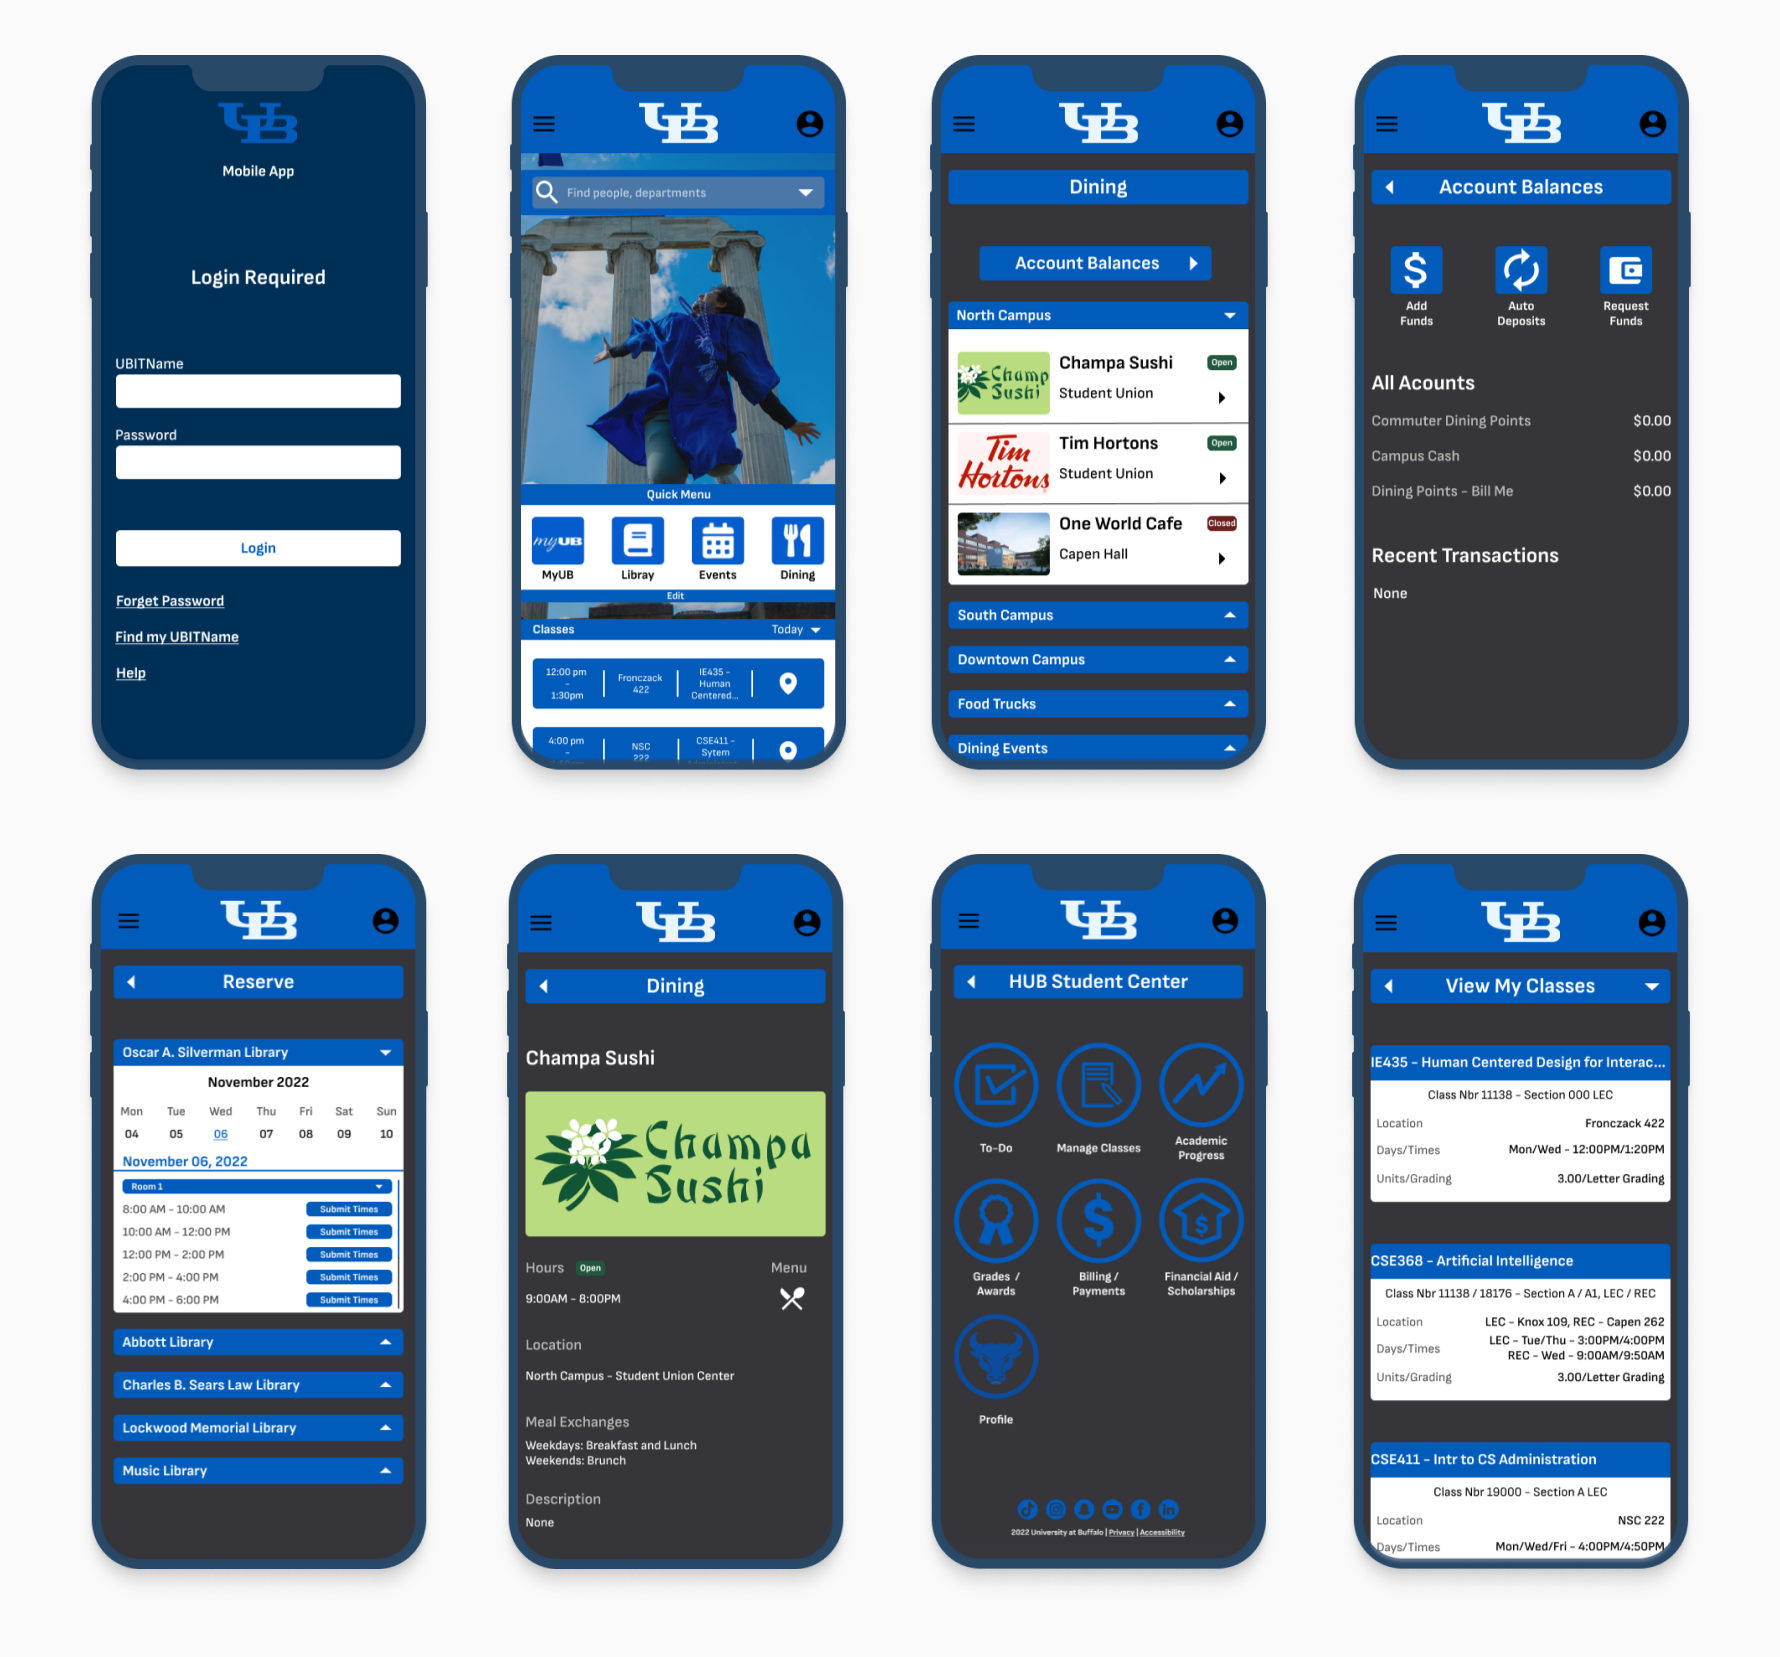 UB
Mobile App
Login Required
UBITName
Password
Login
Forget Password
Find my UBITName
Help
UB
Find people, departments
Quick Menu
myUB
MyUB
Libray
Events
Dining
Edit
Classes
Today
12:00 pm
-
1:30pm
Fronczack
422
IE435 -
Human
Centered...
4:00 pm
-
NSC
222
CSE411 -
Sytem
UB
Dining
Account Balances
North Campus
Champ
Sushi
Champa Sushi
Open
Student Union
Tim
Hortons
Tim Hortons
Open
Student Union
One World Cafe
Closed
Capen Hall
South Campus
Downtown Campus
Food Trucks
Dining Events
UB
Account Balances
Add
Funds
Auto
Deposits
Request
Funds
All Acounts
Commuter Dining Points $0.00
Campus Cash $0.00
Dining Points - Bill Me $0.00
Recent Transactions
None
UB
Reserve
Oscar A. Silverman Library
November 2022
Mon Tue Wed Thu Fri Sat Sun
04 05 06 07 08 09 10
November 06, 2022
Room 1
8:00 AM - 10:00 AM Submit Times
10:00 AM - 12:00 PM Submit Times
12:00 PM - 2:00 PM Submit Times
2:00 PM - 4:00 PM Submit Times
4:00 PM - 6:00 PM Submit Times
Abbott Library
Charles B. Sears Law Library
Lockwood Memorial Library
Music Library
UB
Dining
Champa Sushi
Champa
Sushi
Hours Open Menu
9:00AM - 8:00PM
Location
North Campus - Student Union Center
Meal Exchanges
Weekdays: Breakfast and Lunch
Weekends: Brunch
Description
None
UB
HUB Student Center
To-Do
Manage Classes
Academic
Progress
Grades /
Awards
Billing /
Payments
Financial Aid /
Scholarships
Profile
2022 University at Buffalo | Privacy | Accessibility
UB
View My Classes
IE435 - Human Centered Design for Interac...
Class Nbr 11138 - Section 000 LEC
Location Fronczack 422
Days/Times Mon/Wed - 12:00PM/1:20PM
Units/Grading 3.00/Letter Grading
CSE368 - Artificial Intelligence
Class Nbr 11138 / 18176 - Section A / A1, LEC / REC
Location LEC - Knox 109, REC - Capen 262
Days/Times LEC - Tue/Thu - 3:00PM/4:00PM
REC - Wed - 9:00AM/9:50AM
Units/Grading 3.00/Letter Grading
CSE411 - Intr to CS Administration
Class Nbr 19000 - Section A LEC
Location NSC 222
Days/Times Mon/Wed/Fri - 4:00PM/4:50PM